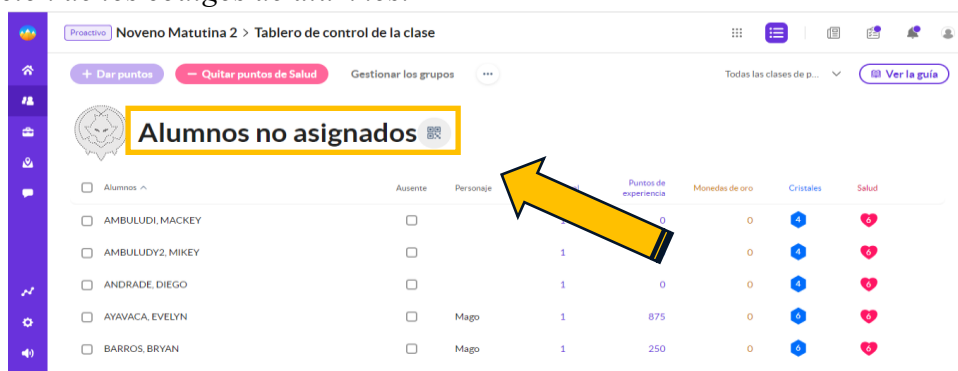 Proactivo Noveno Matutina 2 > Tablero de control de la clase
+ Dar puntos − Quitar puntos de Salud Gestionar los grupos ... Todas las clases de p... Ver la guía
Alumnos no asignados
Alumnos Ausente Personaje Puntos de experiencia Monedas de oro Cristales Salud
AMBULUDI, MACKEY 0 0 4 6
AMBULUDY2, MIKEY 1 0 4 6
ANDRADE, DIEGO 1 0 0 4 6
AYAVACA, EVELYN Mago 1 875 0 6 6
BARROS, BRYAN Mago 1 250 0 6 6